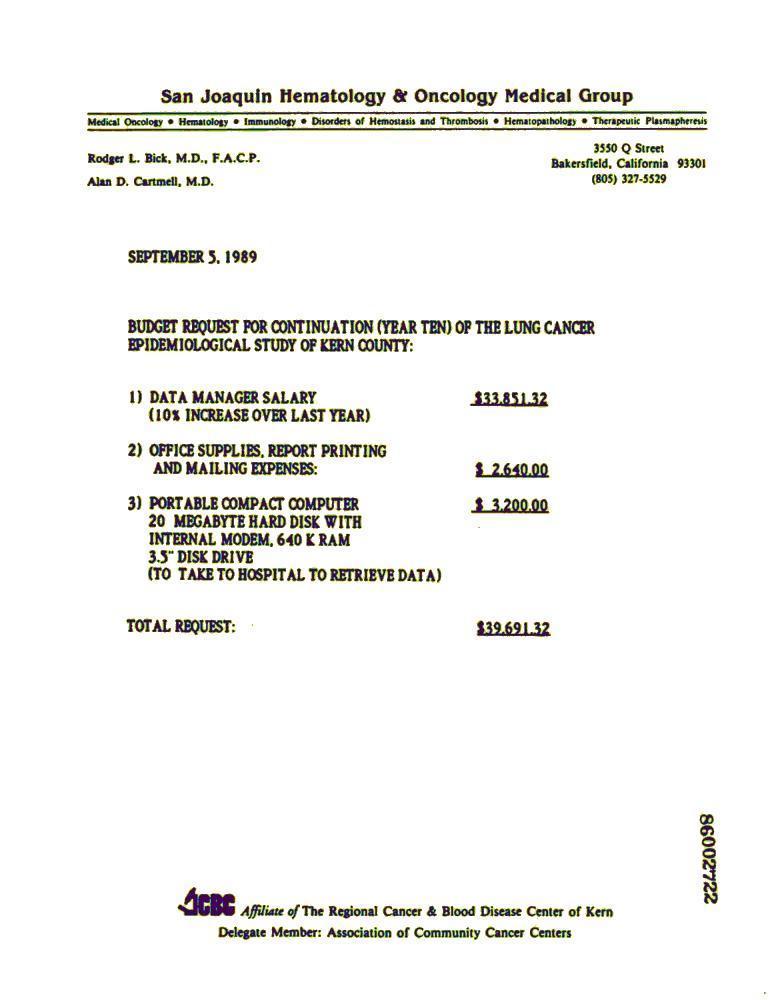 San Joaquin Hematology & Oncology Medical Group
Medical Oncology • Hematology • Immunology • Disorders of Hemostasis and Thrombosis • Hematopathology • Therapeutic Plasmapheresis
Rodger L. Bick, M.D., F.A.C.P.
Alan D. Cartmell, M.D.
3550 Q Street
Bakersfield, California 93301
(805) 327-5529
SEPTEMBER 5, 1989
BUDGET REQUEST FOR CONTINUATION (YEAR TEN) OF THE LUNG CANCER
EPIDEMIOLOGICAL STUDY OF KERN COUNTY:
1) DATA MANAGER SALARY $33,851.32
(10% INCREASE OVER LAST YEAR)
2) OFFICE SUPPLIES, REPORT PRINTING
AND MAILING EXPENSES: $ 2,640.00
3) PORTABLE COMPACT COMPUTER $ 3,200.00
20 MEGABYTE HARD DISK WITH
INTERNAL MODEM, 640 K RAM
3.5" DISK DRIVE
(TO TAKE TO HOSPITAL TO RETRIEVE DATA)
TOTAL REQUEST: $39,691.32
86002722
CBC Affiliate of The Regional Cancer & Blood Disease Center of Kern
Delegate Member: Association of Community Cancer Centers